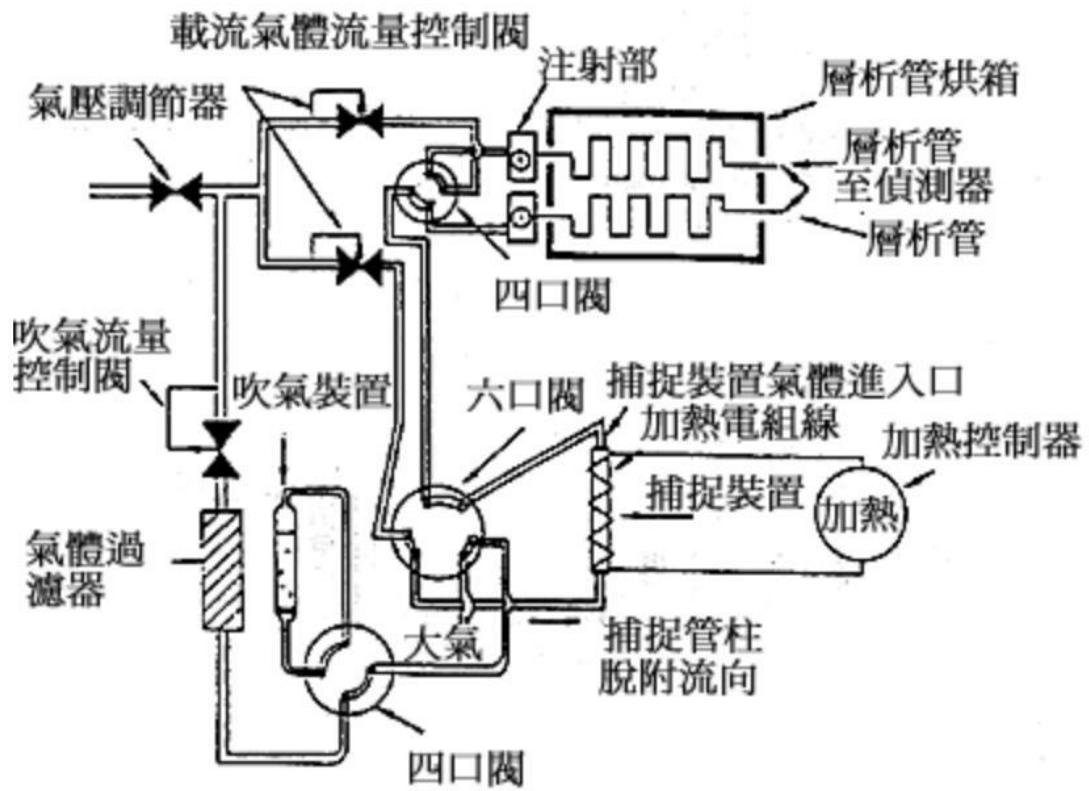 載流氣體流量控制閥
氣壓調節器
注射部
層析管烘箱
層析管
至偵測器
層析管
四口閥
吹氣流量
控制閥
吹氣裝置
六口閥
捕捉裝置氣體進入口
加熱電組線
加熱控制器
捕捉裝置
加熱
氣體過
濾器
大氣
捕捉管柱
脫附流向
四口閥